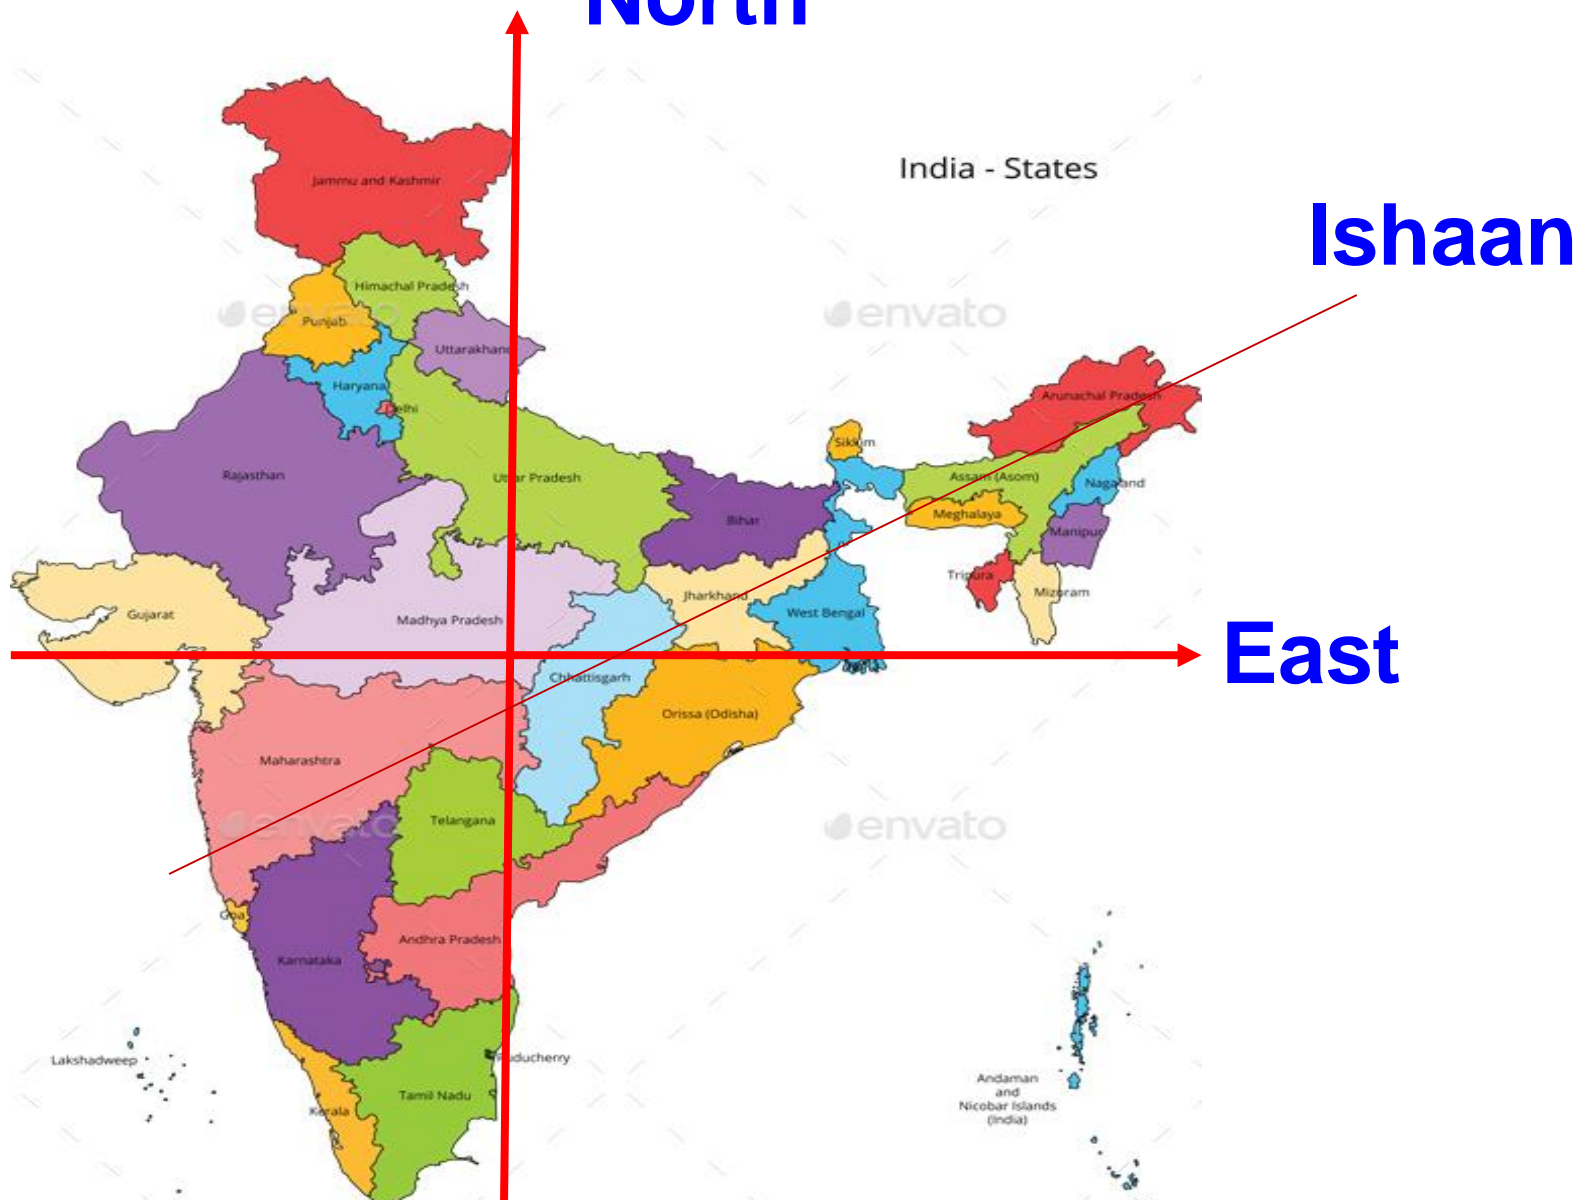 North
India - States
Jammu and Kashmir
Ishaan
Himachal Pradesh
envato
envato
Punjab
Uttarakhand
Haryana
Arunachal Pradesh
Delhi
Sikkim
Rajasthan
Uttar Pradesh
Assam (Asom)
Nagaland
Meghalaya
Bihar
Manipur
Tripura
Jharkhand
Mizoram
Gujarat
West Bengal
Madhya Pradesh
East
Chhattisgarh
Orissa (Odisha)
Maharashtra
Telangana
envato
envato
Goa
Andhra Pradesh
Karnataka
Lakshadweep
Puducherry
Andaman
and
Nicobar Islands
(India)
Tamil Nadu
Kerala